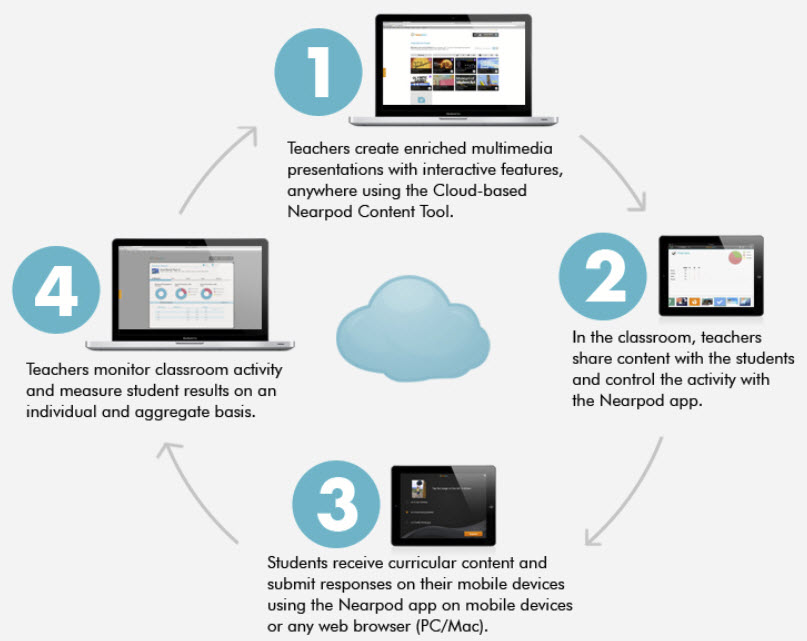 1
Teachers create enriched multimedia
presentations with interactive features,
anywhere using the Cloud-based
Nearpod Content Tool.
2
In the classroom, teachers
share content with the students
and control the activity with
the Nearpod app.
3
Students receive curricular content and
submit responses on their mobile devices
using the Nearpod app on mobile devices
or any web browser (PC/Mac).
4
Teachers monitor classroom activity
and measure student results on an
individual and aggregate basis.